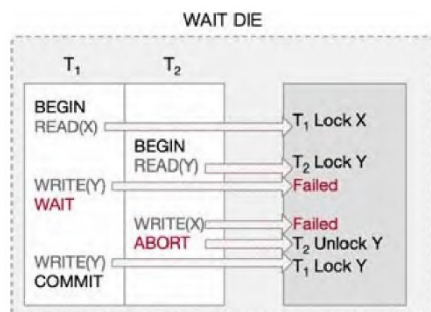 WAIT DIE
T₁ T₂
BEGIN
READ(X) T₁ Lock X
BEGIN
READ(Y) T₂ Lock Y
WRITE(Y) Failed
WAIT
WRITE(X) Failed
ABORT T₂ Unlock Y
WRITE(Y) T₁ Lock Y
COMMIT